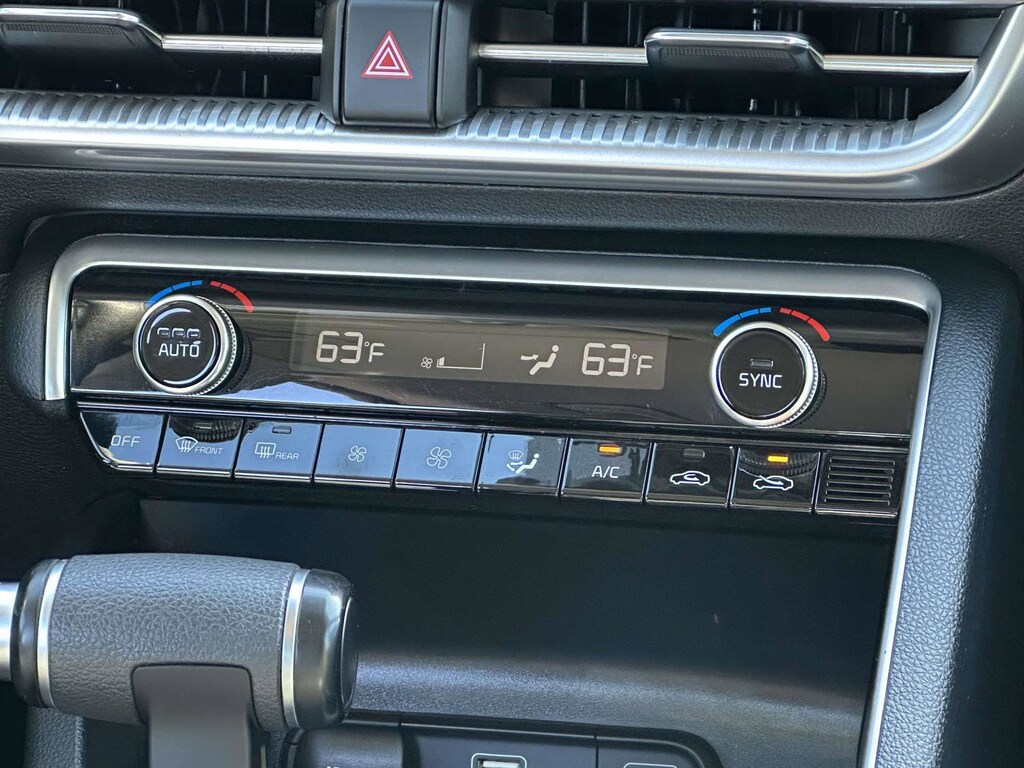 AUTO
63°F
63°F
SYNC
OFF
FRONT
REAR
A/C